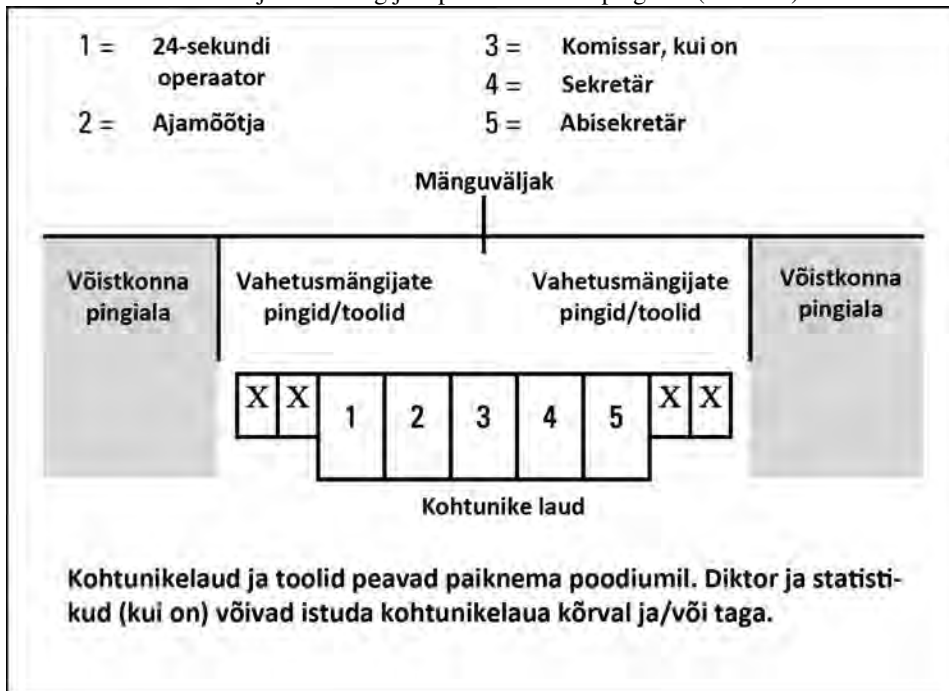 1 = 24-sekundi
operaator
2 = Ajamõõtja
3 = Komissar, kui on
4 = Sekretär
5 = Abisekretär
Mänguväljak
Võistkonna
pingiala
Vahetusmängijate
pingid/toolid
Vahetusmängijate
pingid/toolid
Võistkonna
pingiala
X X 1 2 3 4 5 X X
Kohtunike laud
Kohtunikelaud ja toolid peavad paiknema poodiumil. Diktor ja statisti-
kud (kui on) võivad istuda kohtunikelaua kõrval ja/või taga.